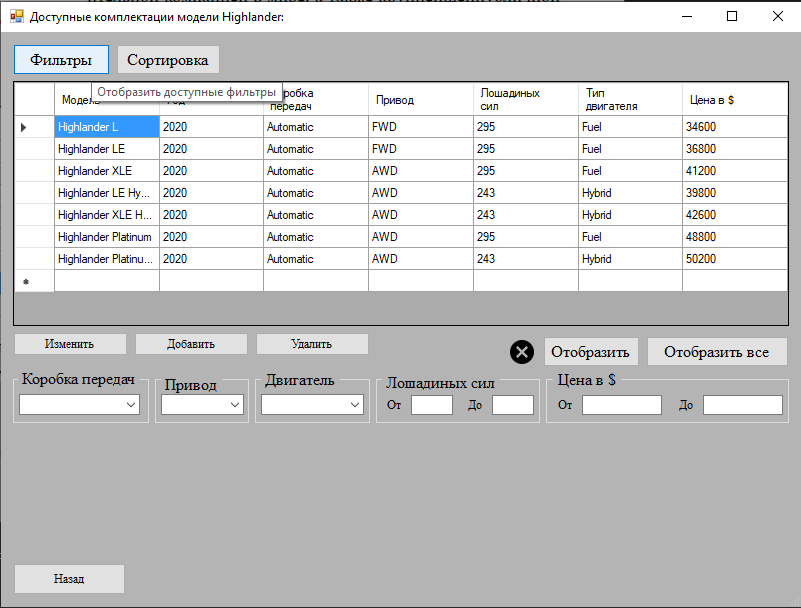 Доступные комплектации модели Highlander:
Фильтры Сортировка
Отобразить доступные фильтры
Привод Лошадиных сил Тип двигателя Цена в $
передач
Highlander L 2020 Automatic FWD 295 Fuel 34600
Highlander LE 2020 Automatic FWD 295 Fuel 36800
Highlander XLE 2020 Automatic AWD 295 Fuel 41200
Highlander LE Hy... 2020 Automatic AWD 243 Hybrid 39800
Highlander XLE H... 2020 Automatic AWD 243 Hybrid 42600
Highlander Platinum 2020 Automatic AWD 295 Fuel 48800
Highlander Platinu... 2020 Automatic AWD 243 Hybrid 50200
Изменить Добавить Удалить Отобразить Отобразить все
Коробка передач Привод Двигатель Лошадиных сил Цена в $
От До От До
Назад